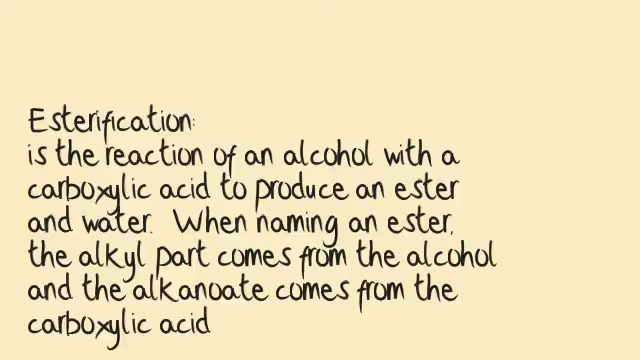 Esterification:
is the reaction of an alcohol with a
carboxylic acid to produce an ester
and water. When naming an ester,
the alkyl part comes from the alcohol
and the alkanoate comes from the
carboxylic acid